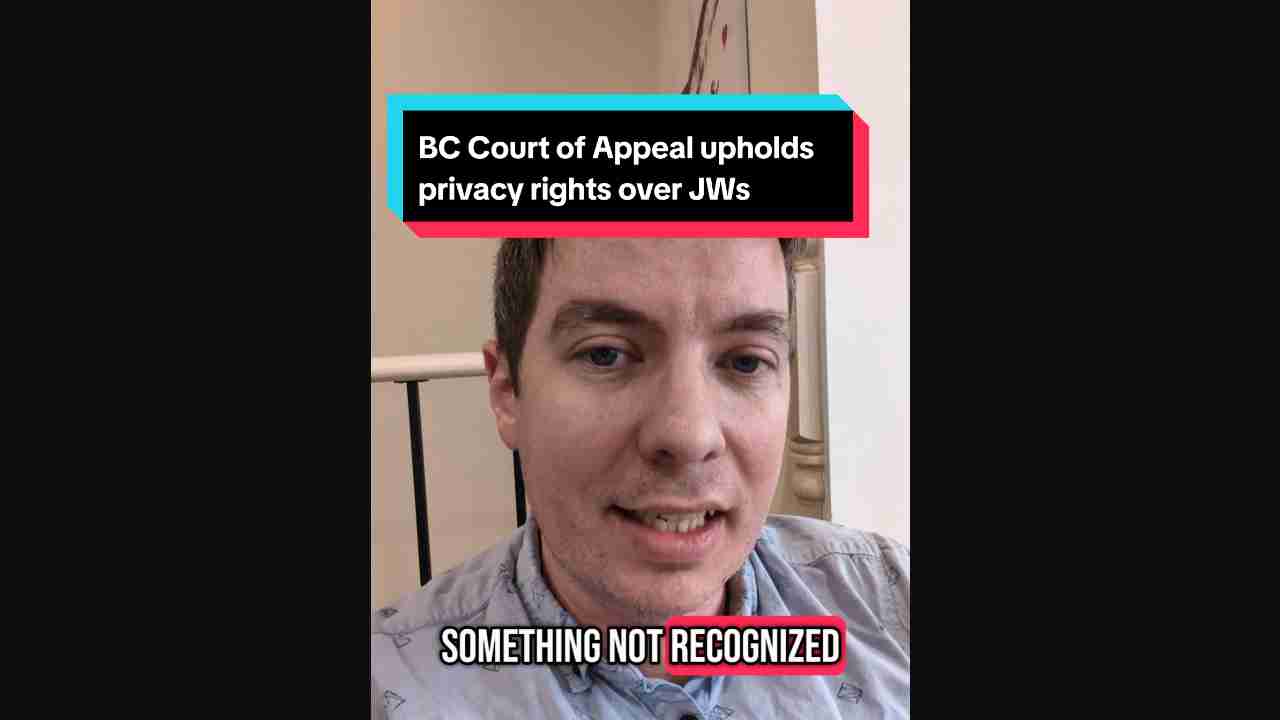 BC Court of Appeal upholds
privacy rights over JWs
SOMETHING NOT RECOGNIZED